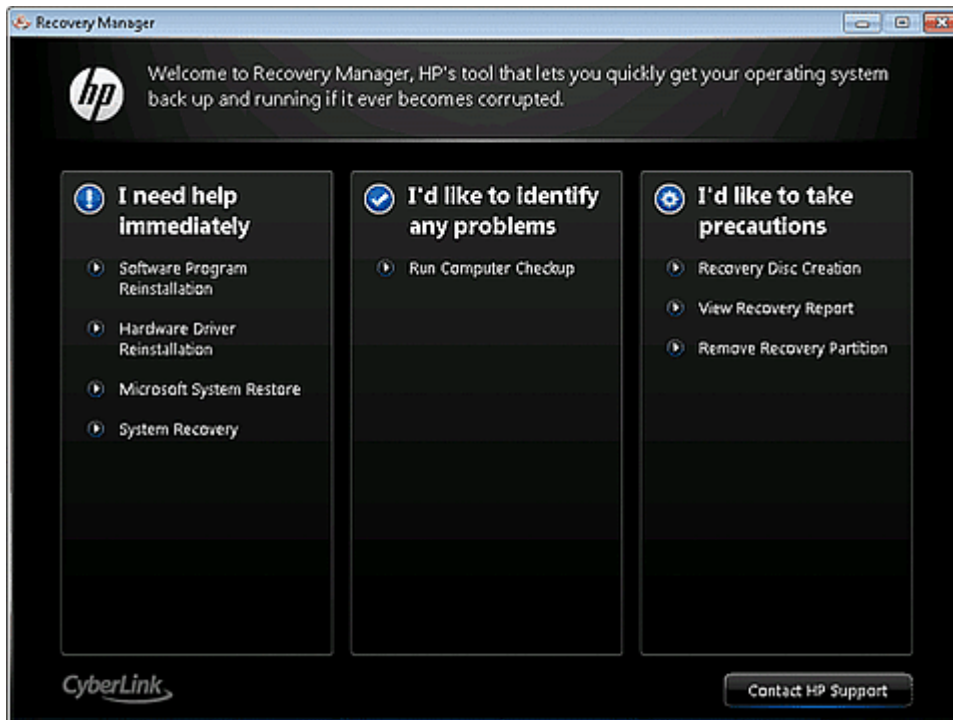 Recovery Manager
hp
Welcome to Recovery Manager, HP's tool that lets you quickly get your operating system
back up and running if it ever becomes corrupted.
I need help
immediately
Software Program
Reinstallation
Hardware Driver
Reinstallation
Microsoft System Restore
System Recovery
I'd like to identify
any problems
Run Computer Checkup
I'd like to take
precautions
Recovery Disc Creation
View Recovery Report
Remove Recovery Partition
CyberLink
Contact HP Support